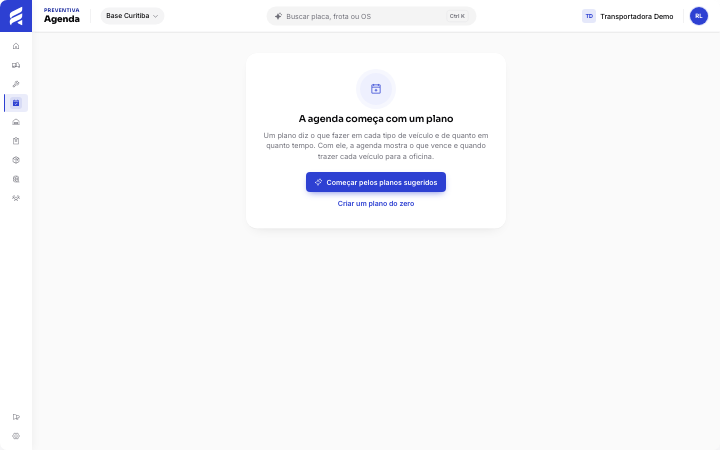 PREVENTIVA
Agenda
Base Curitiba
Buscar placa, frota ou OS
Ctrl K
TD
Transportadora Demo
RL
A agenda começa com um plano
Um plano diz o que fazer em cada tipo de veículo e de quanto em
quanto tempo. Com ele, a agenda mostra o que vence e quando
trazer cada veículo para a oficina.
Começar pelos planos sugeridos
Criar um plano do zero